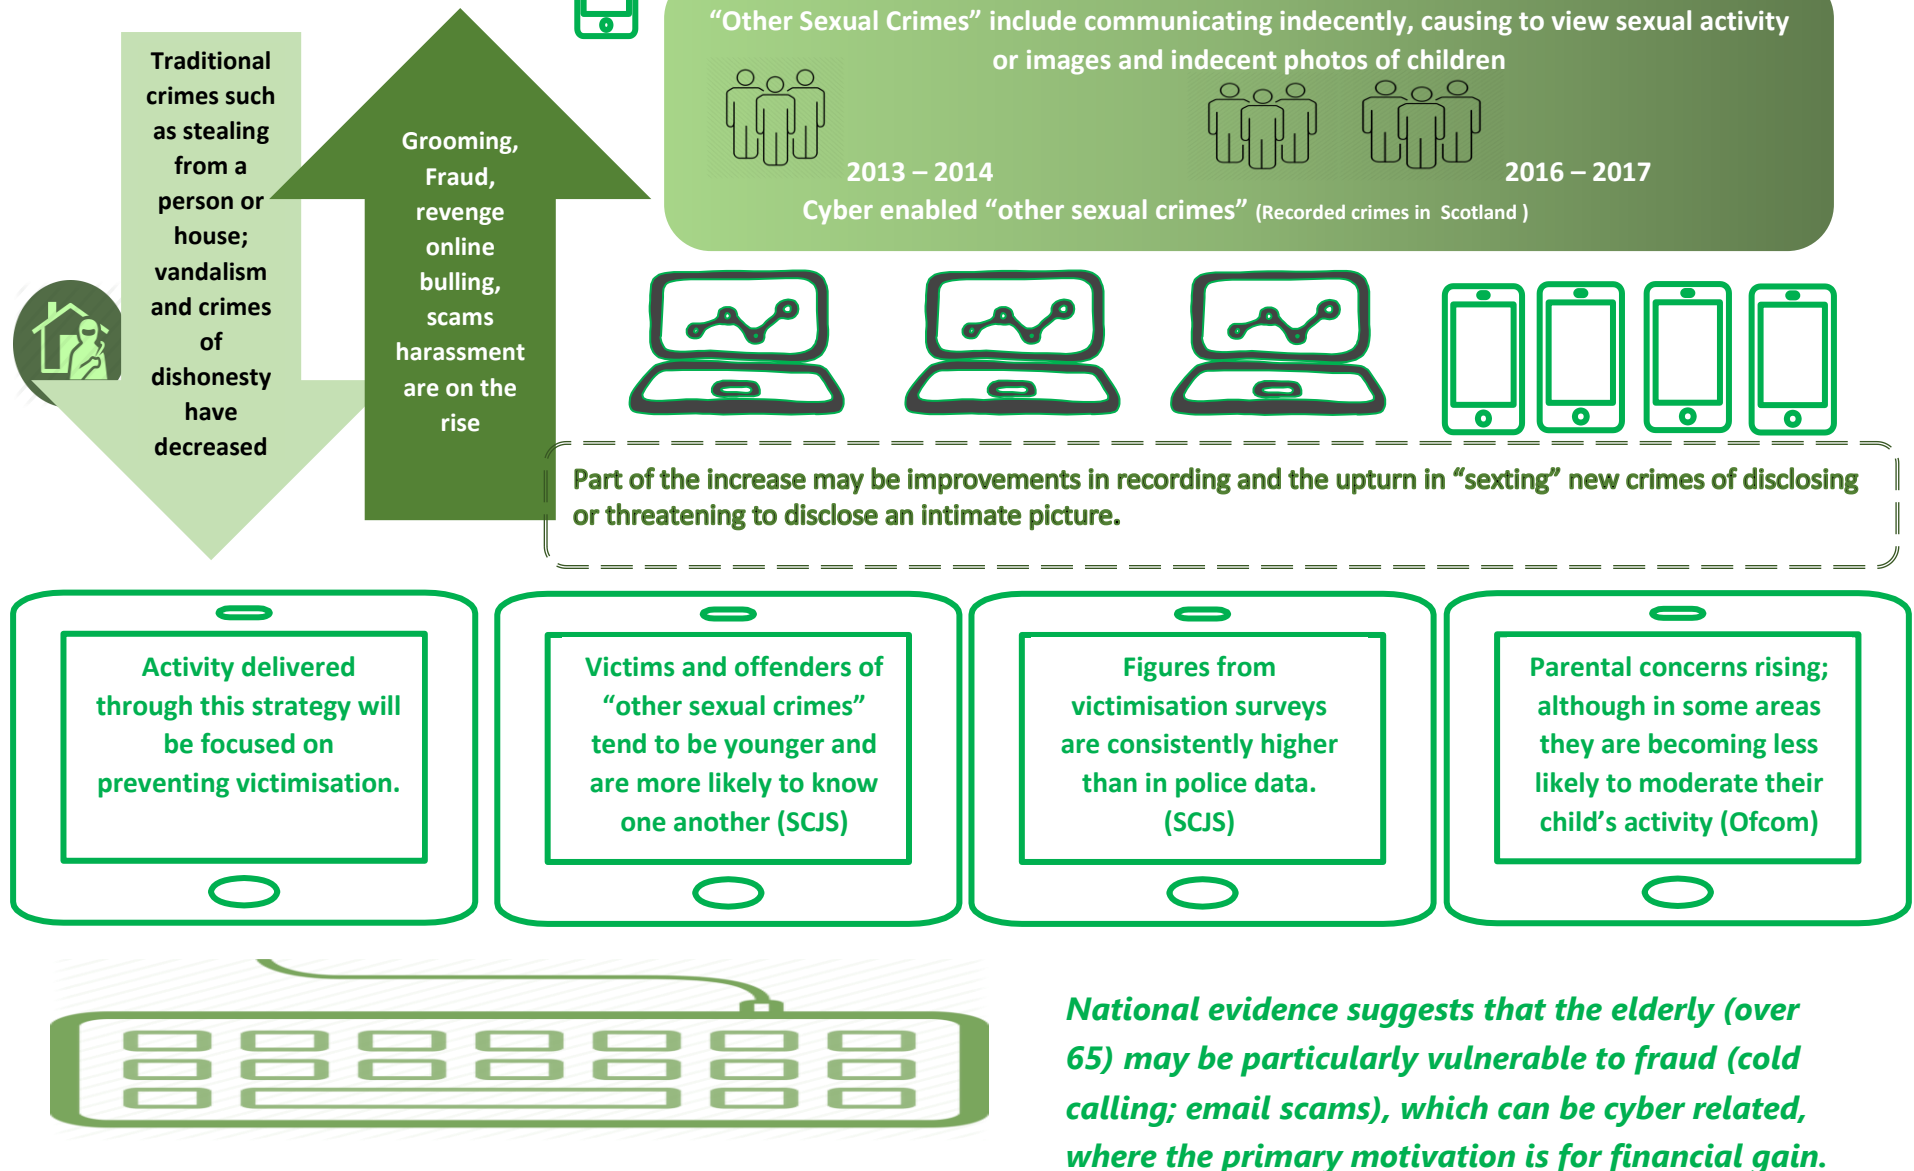 Traditional
crimes such
as stealing
from a
person or
house;
vandalism
and crimes
of
dishonesty
have
decreased
Grooming,
Fraud,
revenge
online
bulling,
scams
harassment
are on the
rise
“Other Sexual Crimes” include communicating indecently, causing to view sexual activity
or images and indecent photos of children
2013 – 2014
2016 – 2017
Cyber enabled “other sexual crimes” (Recorded crimes in Scotland )
Part of the increase may be improvements in recording and the upturn in “sexting” new crimes of disclosing
or threatening to disclose an intimate picture.
Activity delivered
through this strategy will
be focused on
preventing victimisation.
Victims and offenders of
“other sexual crimes”
tend to be younger and
are more likely to know
one another (SCJS)
Figures from
victimisation surveys
are consistently higher
than in police data.
(SCJS)
Parental concerns rising;
although in some areas
they are becoming less
likely to moderate their
child’s activity (Ofcom)
National evidence suggests that the elderly (over
65) may be particularly vulnerable to fraud (cold
calling; email scams), which can be cyber related,
where the primary motivation is for financial gain.